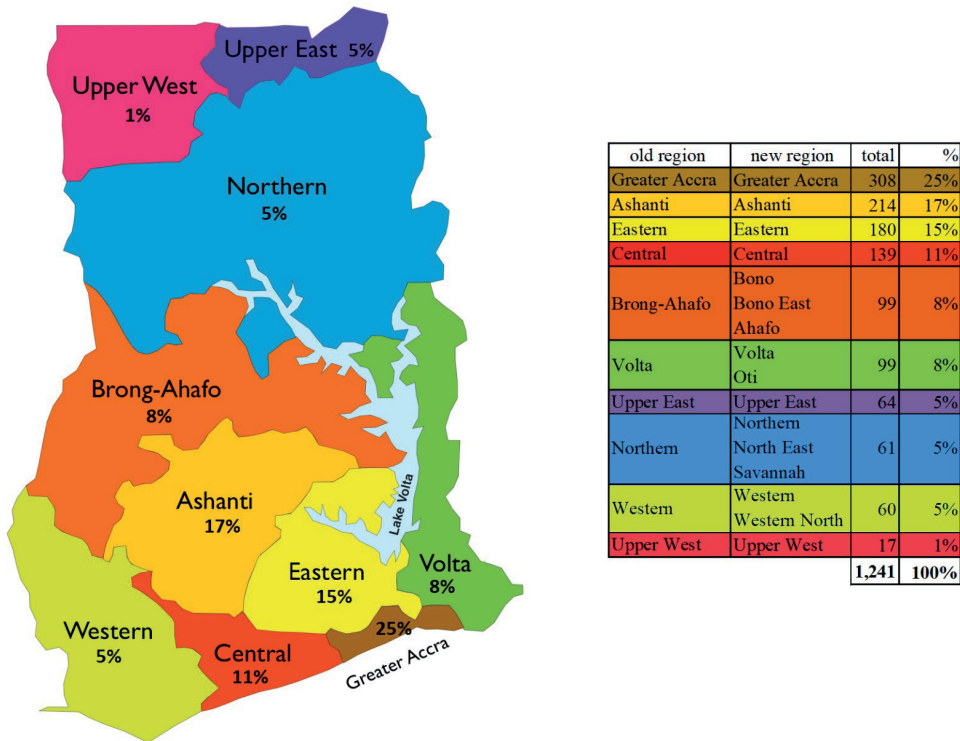 Upper East 5%
Upper West
1%
Northern
5%
Brong-Ahafo
8%
Ashanti
17%
Lake Volta
Eastern
15%
Volta
8%
Western
5%
Central
11%
25%
Greater Accra
old region new region total %
Greater Accra Greater Accra 308 25%
Ashanti Ashanti 214 17%
Eastern Eastern 180 15%
Central Central 139 11%
Bono
Brong-Ahafo Bono East 99 8%
Ahafo
Volta Volta 99 8%
Oti
Upper East Upper East 64 5%
Northern
Northern North East 61 5%
Savannah
Western Western 60 5%
Western North
Upper West Upper West 17 1%
1,241 100%